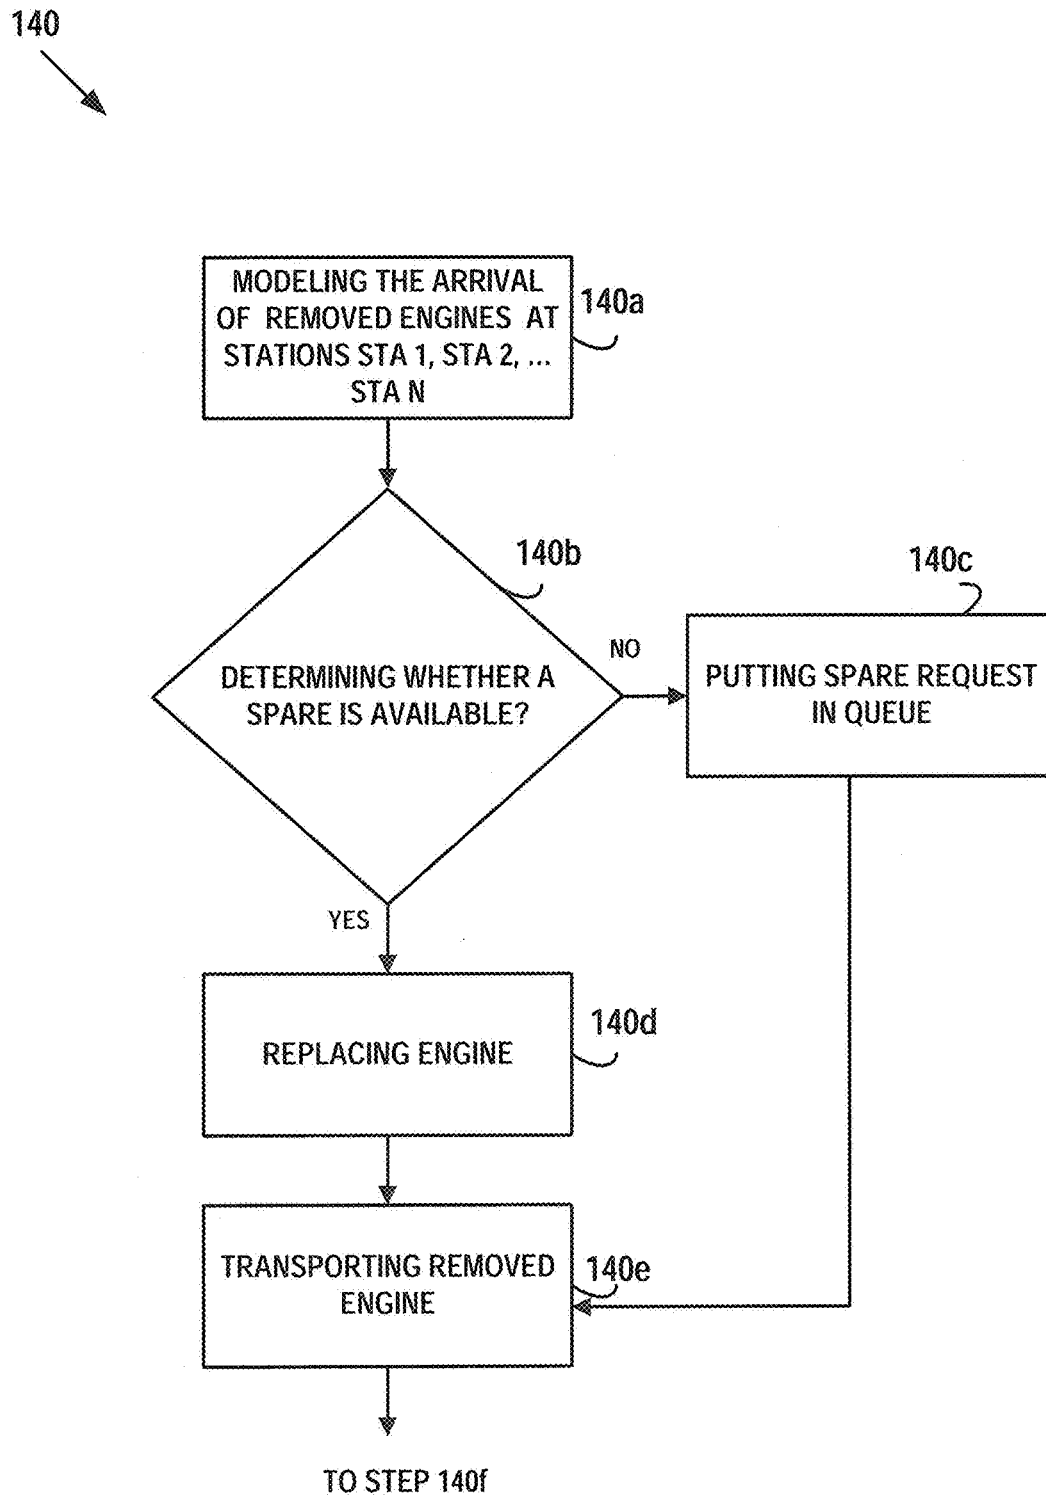 140
MODELING THE ARRIVAL
OF REMOVED ENGINES AT
STATIONS STA 1, STA 2, ...
STA N
140a
140b
DETERMINING WHETHER A
SPARE IS AVAILABLE?
NO
140c
PUTTING SPARE REQUEST
IN QUEUE
YES
REPLACING ENGINE
140d
TRANSPORTING REMOVED
ENGINE
140e
TO STEP 140f